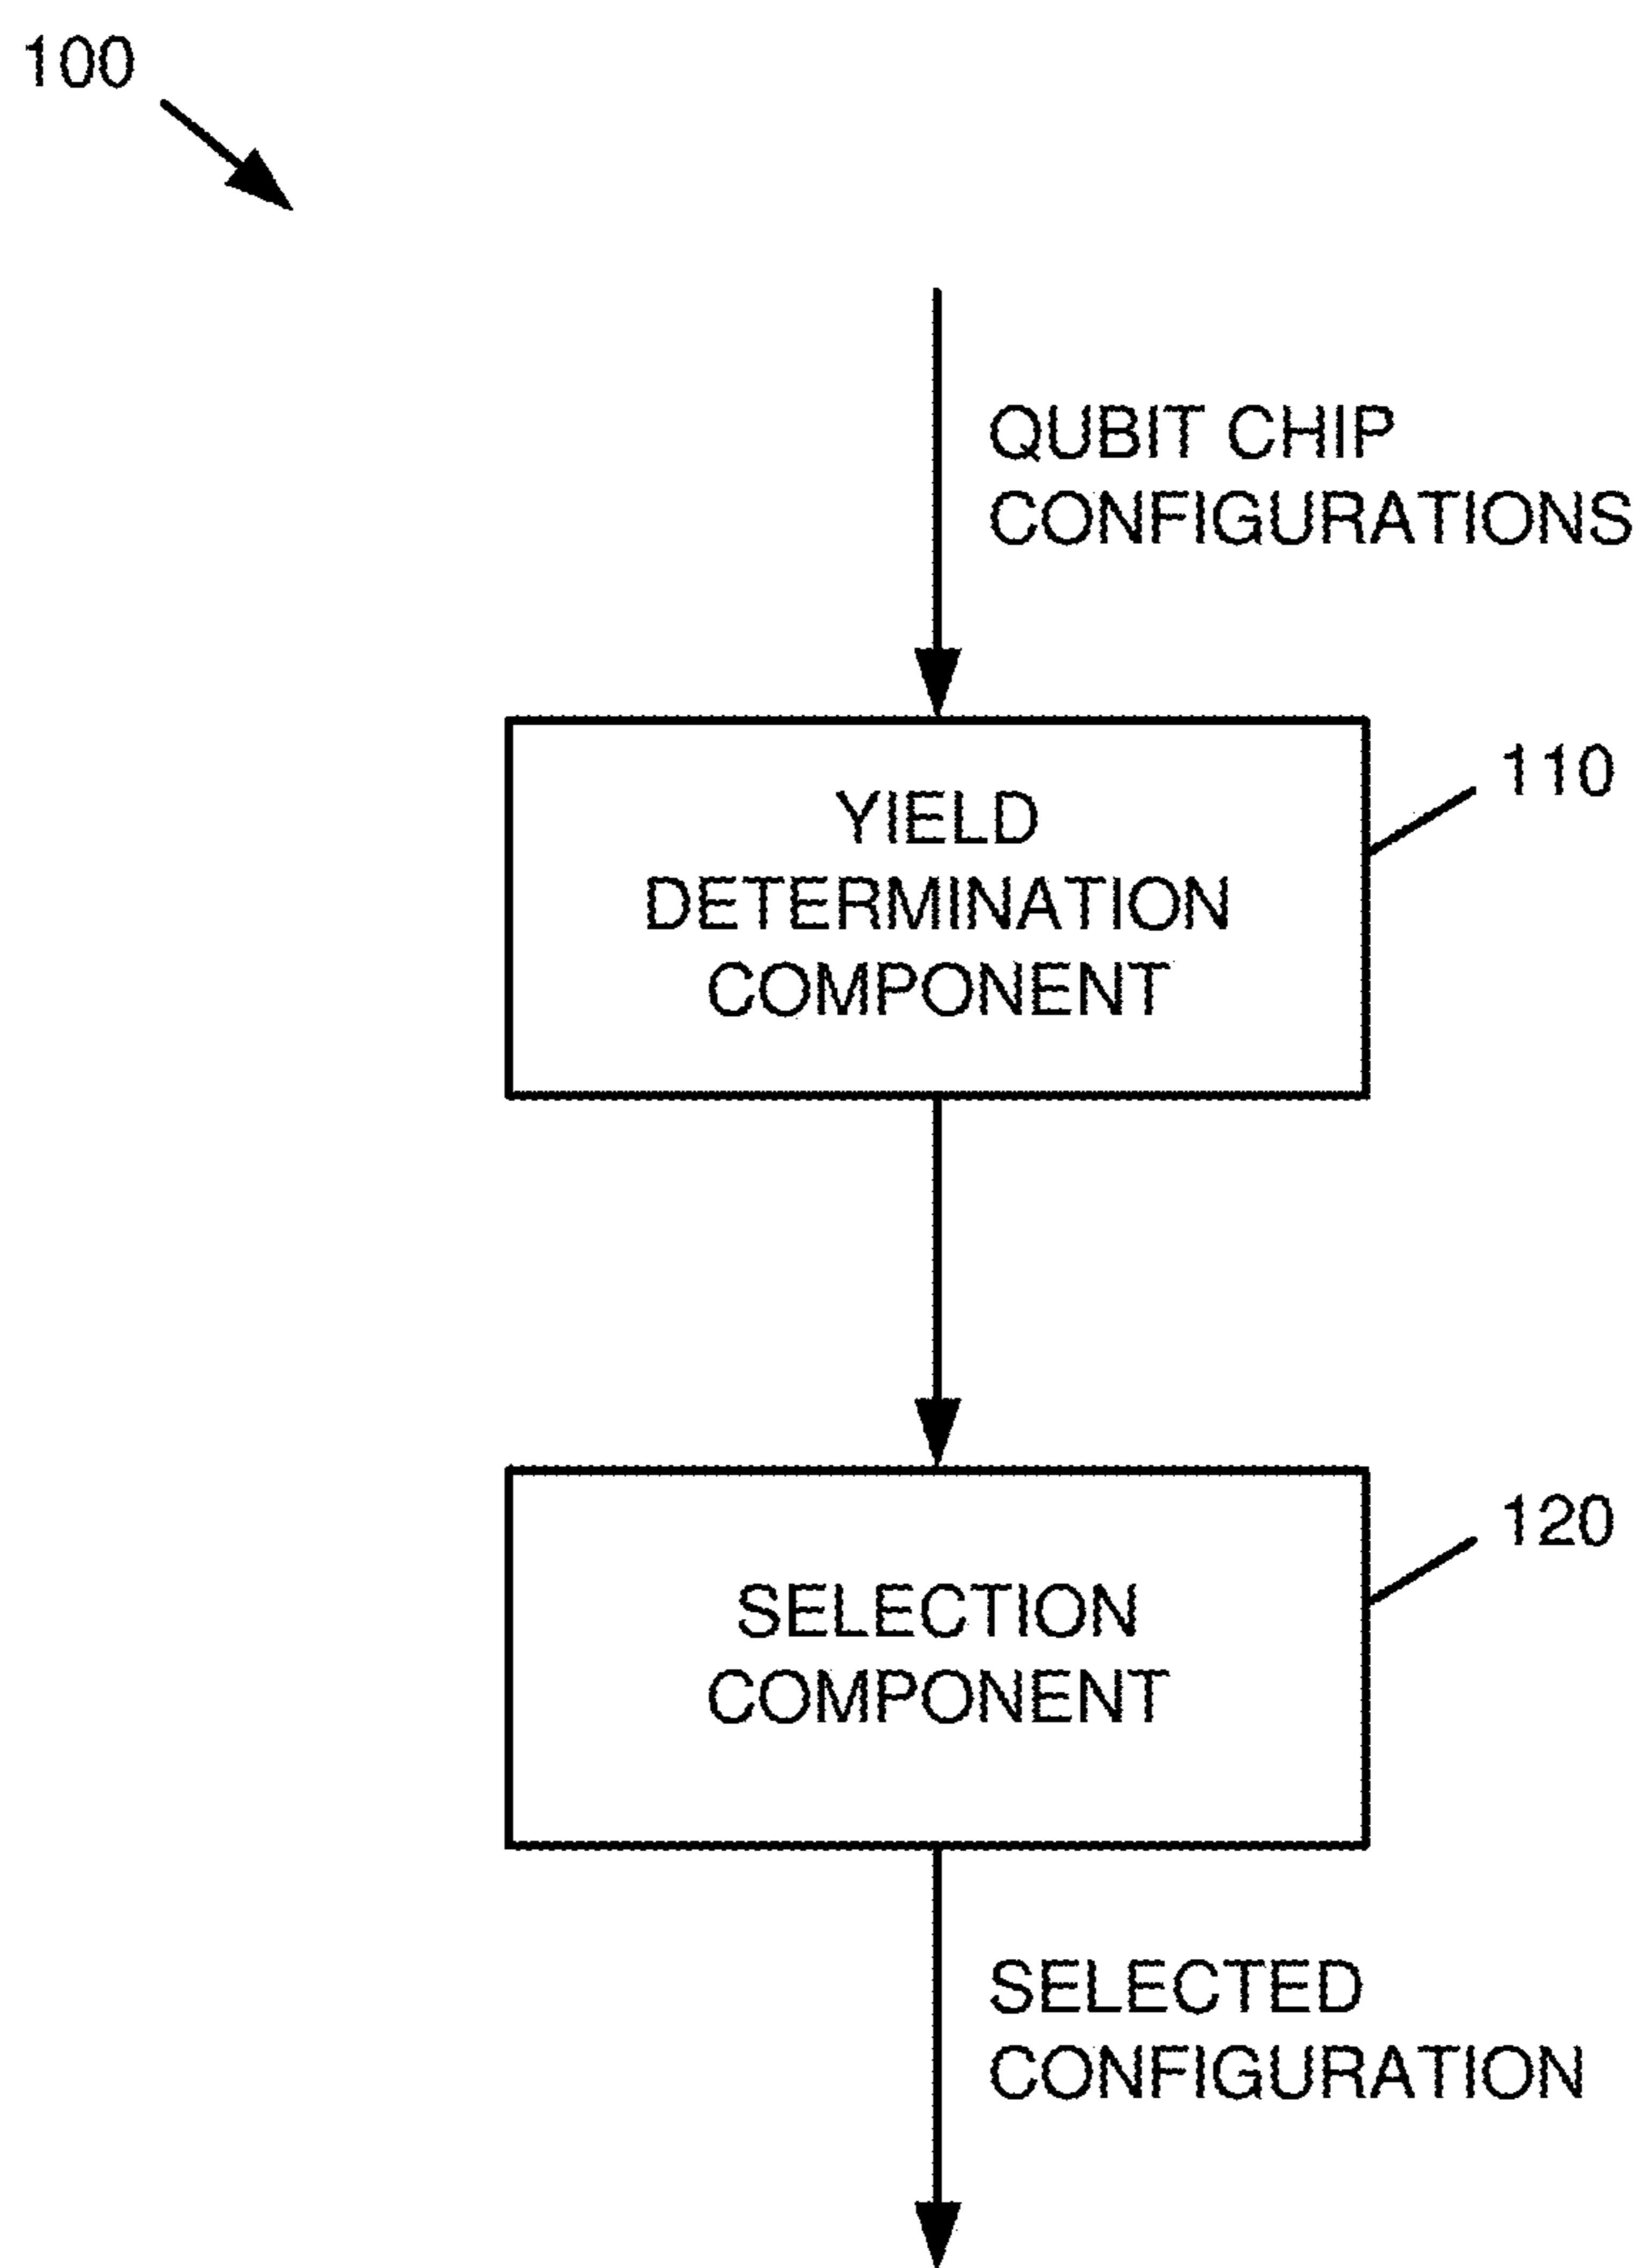 100
QUBIT CHIP
CONFIGURATIONS
110
YIELD
DETERMINATION
COMPONENT
120
SELECTION
COMPONENT
SELECTED
CONFIGURATION